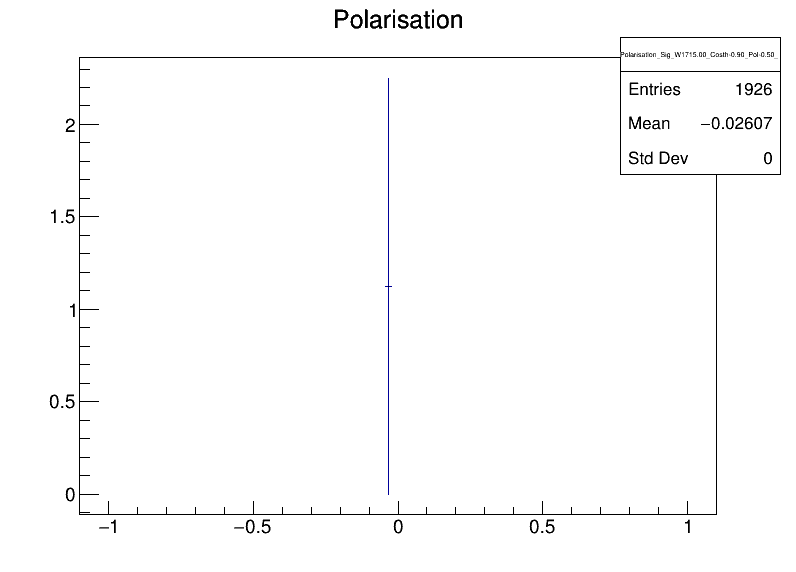 Polarisation
Polarisation_Sig_W1715.00_Costh-0.90_Pol-0.50_
Entries 1926
Mean −0.02607
Std Dev 0
2
1.5
1
0.5
0
−1 −0.5 0 0.5 1